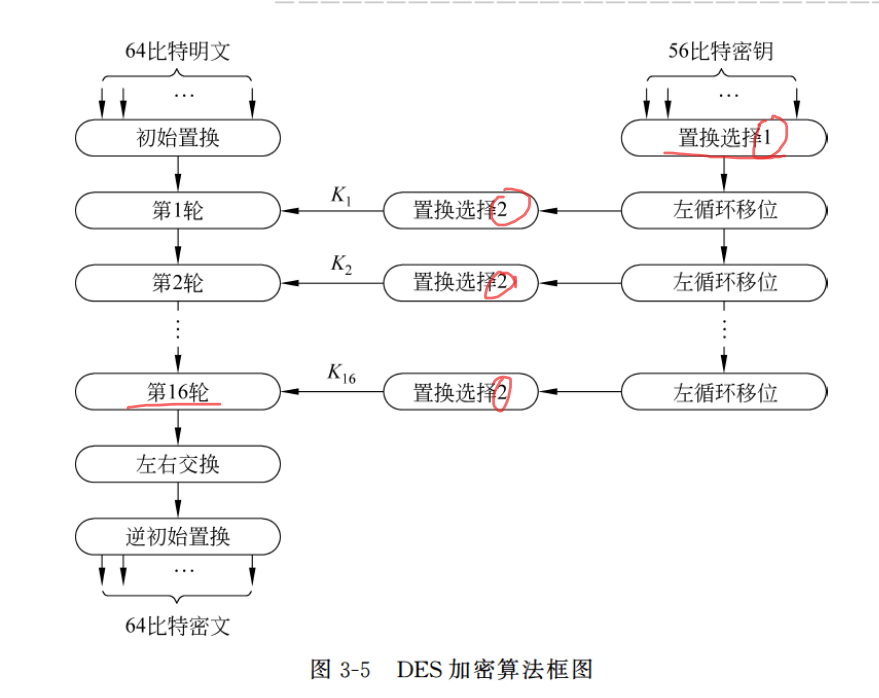 64比特明文 56比特密钥
… …
初始置换 置换选择1
第1轮 K1 置换选择2 左循环移位
第2轮 K2 置换选择2 左循环移位
第16轮 K16 置换选择2 左循环移位
左右交换
逆初始置换
…
64比特密文
图 3-5 DES 加密算法框图